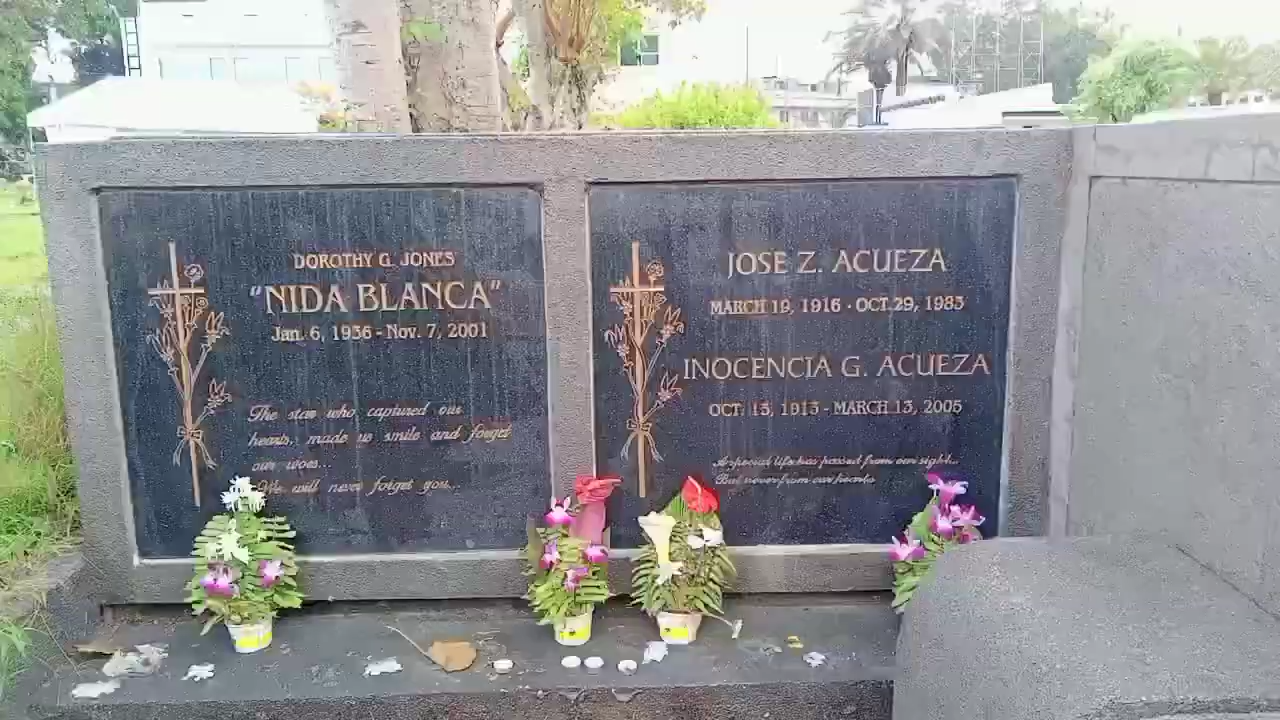 DOROTHY G. JONES
"NIDA BLANCA"
Jan. 6, 1936 - Nov. 7, 2001
The star who captured our
hearts, made us smile and forget
our woes...
We will never forget you...
JOSE Z. ACUEZA
MARCH 19, 1916 - OCT. 29, 1983
INOCENCIA G. ACUEZA
OCT. 13, 1913 - MARCH 13, 2005
A special life has passed from our sight...
But never from our hearts